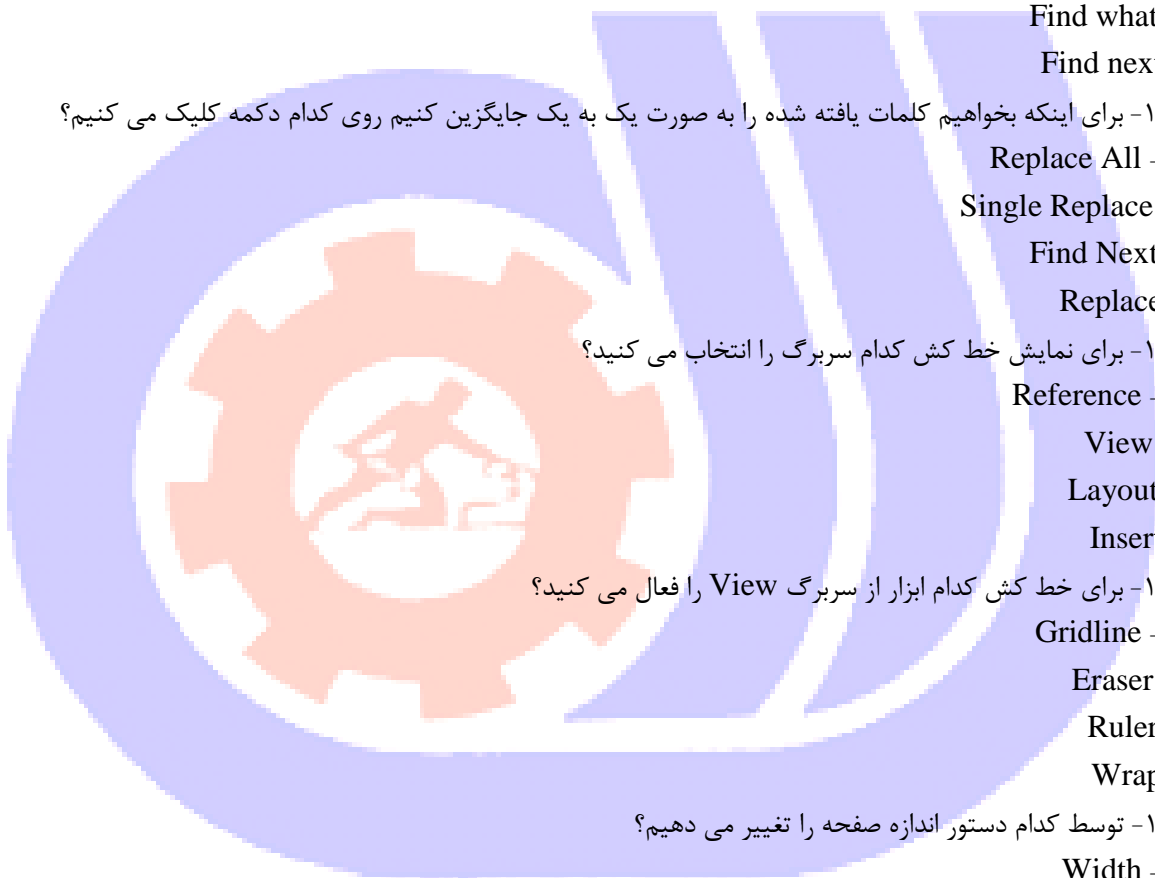 Find what
Find next
۱- برای اینکه بخواهیم کلمات یافته شده را به صورت یک به یک جایگزین کنیم روی کدام دکمه کلیک می کنیم؟
Replace All -
Single Replace
Find Next
Replace
۱- برای نمایش خط کش کدام سربرگ را انتخاب می کنید؟
Reference -
View
Layout
Insert
۱- برای خط کش کدام ابزار از سربرگ View را فعال می کنید؟
Gridline -
Eraser
Ruler
Wrap
۱- توسط کدام دستور اندازه صفحه را تغییر می دهیم؟
Width -